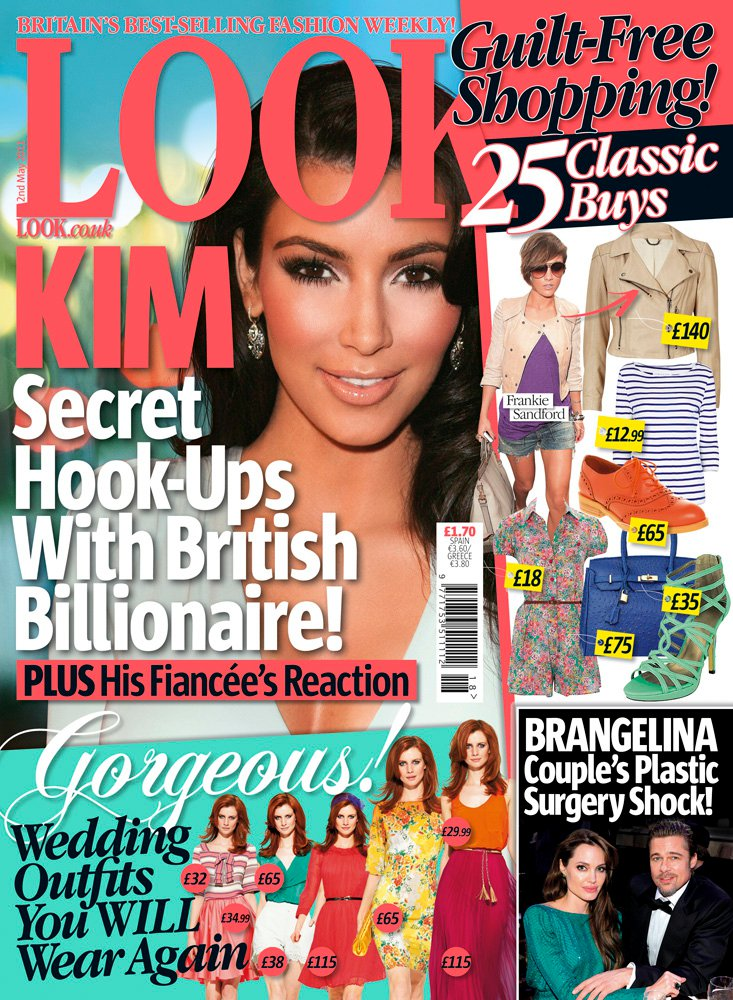 BRITAIN'S BEST-SELLING FASHION WEEKLY!
LOOK
LOOK.co.uk
2nd May
Guilt-Free
Shopping!
25 Classic
Buys
KIM
Secret
Hook-Ups
With British
Billionaire!
PLUS His Fiancée's Reaction
£140
Frankie
Sandford
£12.99
£65
£18
£35
£75
£1.70
SPAIN
€3.60/
GREECE
€3.80
9 771753 511112
18>
Gorgeous!
Wedding
Outfits
You WILL
Wear Again
£32
£65
£34.99
£38
£115
£65
£29.99
£115
BRANGELINA
Couple's Plastic
Surgery Shock!